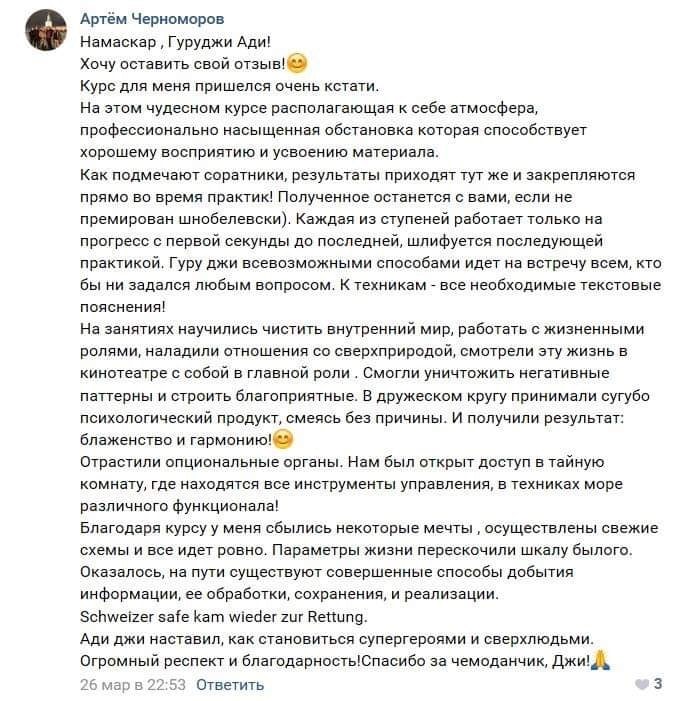 Артём Черноморов
Намаскар , Гуруджи Ади!
Хочу оставить свой отзыв!😊
Курс для меня пришелся очень кстати.
На этом чудесном курсе располагающая к себе атмосфера,
профессионально насыщенная обстановка которая способствует
хорошему восприятию и усвоению материала.
Как подмечают соратники, результаты приходят тут же и закрепляются
прямо во время практик! Полученное останется с вами, если не
премирован шнобелевски). Каждая из ступеней работает только на
прогресс с первой секунды до последней, шлифуется последующей
практикой. Гуру джи всевозможными способами идет на встречу всем, кто
бы ни задался любым вопросом. К техникам - все необходимые текстовые
пояснения!
На занятиях научились чистить внутренний мир, работать с жизненными
ролями, наладили отношения со сверхприродой, смотрели эту жизнь в
кинотеатре с собой в главной роли . Смогли уничтожить негативные
паттерны и строить благоприятные. В дружеском кругу принимали сугубо
психологический продукт, смеясь без причины. И получили результат:
блаженство и гармонию!😊
Отрастили опциональные органы. Нам был открыт доступ в тайную
комнату, где находятся все инструменты управления, в техниках море
различного функционала!
Благодаря курсу у меня сбылись некоторые мечты , осуществлены свежие
схемы и все идет ровно. Параметры жизни перескочили шкалу былого.
Оказалось, на пути существуют совершенные способы добытия
информации, ее обработки, сохранения, и реализации.
Schweizer safe kam wieder zur Rettung.
Ади джи наставил, как становиться супергероями и сверхлюдьми.
Огромный респект и благодарность!Спасибо за чемоданчик, Джи!🙏
26 мар в 22:53 Ответить 3